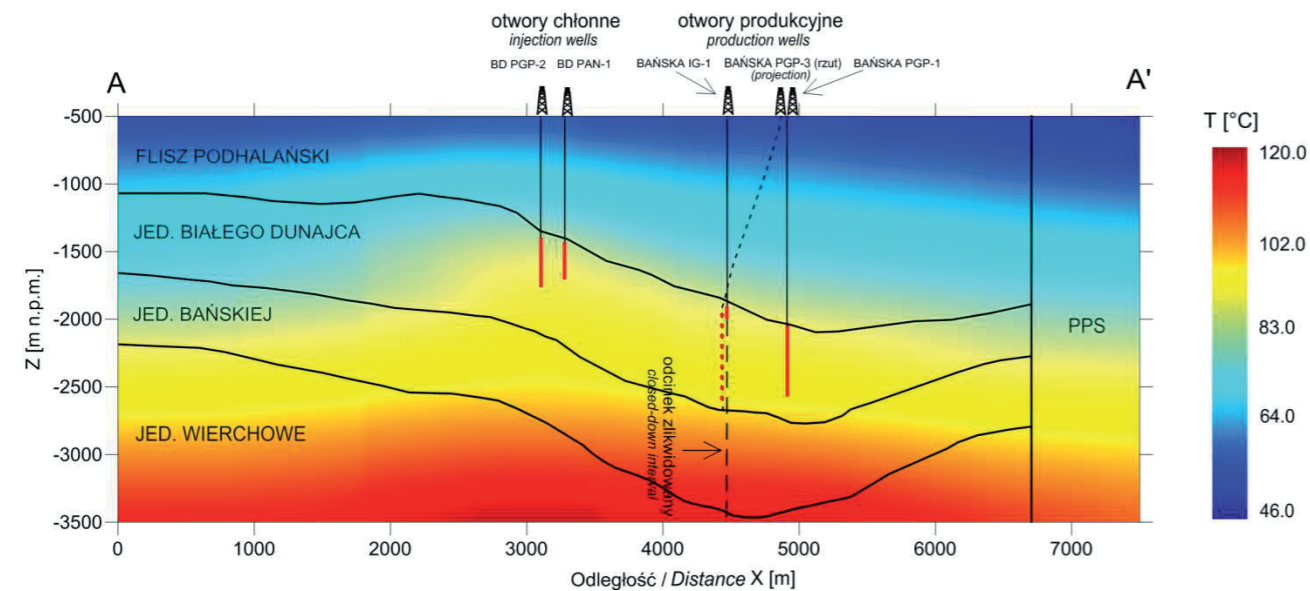 otwory chłonne
injection wells
otwory produkcyjne
production wells
BD PGP-2
BD PAN-1
BAŃSKA IG-1
BAŃSKA PGP-3 (rzut)
(projection)
BAŃSKA PGP-1
A
A'
-500
-1000
-1500
-2000
-2500
-3000
-3500
Z [m n.p.m.]
FLISZ PODHALAŃSKI
JED. BIAŁEGO DUNAJCA
JED. BAŃSKIEJ
JED. WIERCHOWE
PPS
odcinek zlikwidowany
closed-down interval
0
1000
2000
3000
4000
5000
6000
7000
Odległość / Distance X [m]
T [°C]
120.0
102.0
83.0
64.0
46.0